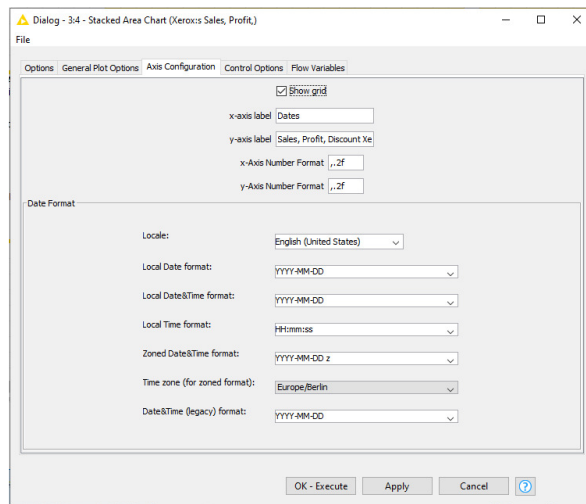 Dialog - 3:4 - Stacked Area Chart (Xerox:s Sales, Profit,)
File
Options General Plot Options Axis Configuration Control Options Flow Variables
Show grid
x-axis label Dates
y-axis label Sales, Profit, Discount Xe
x-Axis Number Format ,.2f
y-Axis Number Format ,.2f
Date Format
Locale: English (United States)
Local Date format: YYYY-MM-DD
Local Date&Time format: YYYY-MM-DD
Local Time format: HH:mm:ss
Zoned Date&Time format: YYYY-MM-DD z
Time zone (for zoned format): Europe/Berlin
Date&Time (legacy) format: YYYY-MM-DD
OK - Execute Apply Cancel ?